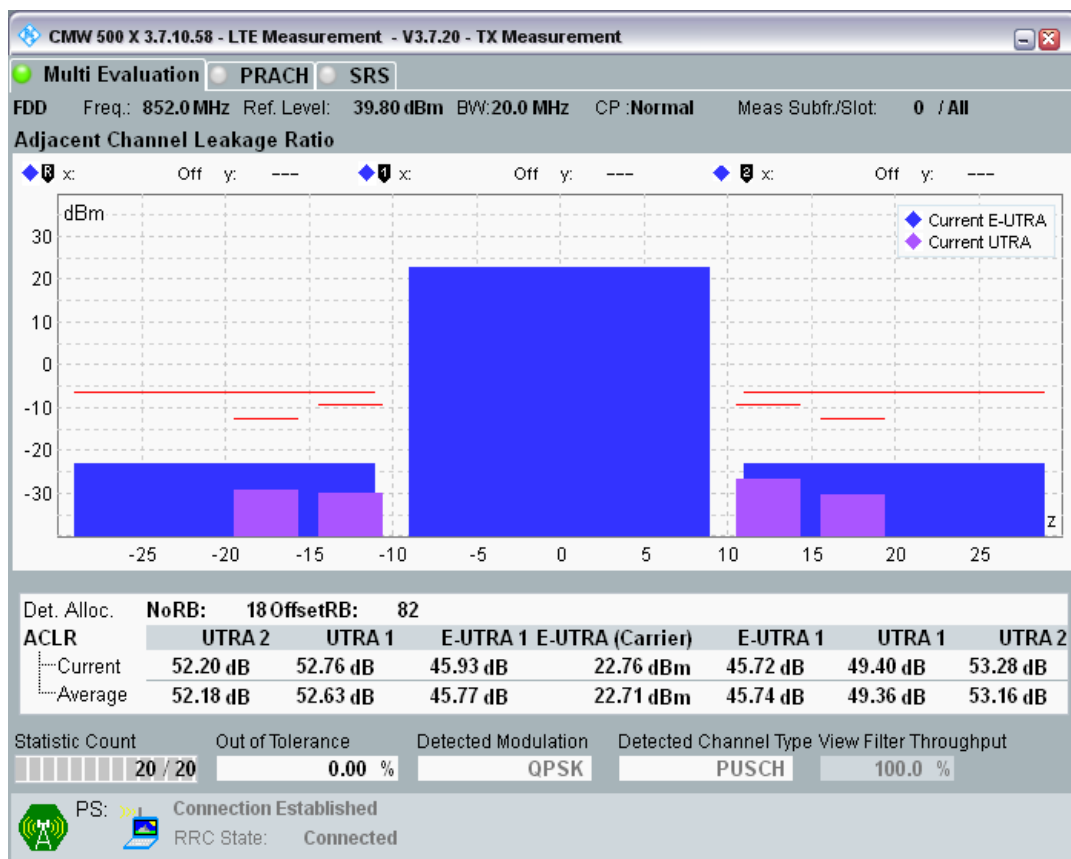 CMW 500 X 3.7.10.58 - LTE Measurement - V3.7.20 - TX Measurement
Multi Evaluation PRACH SRS
FDD Freq.: 852.0 MHz Ref. Level: 39.80 dBm BW:20.0 MHz CP :Normal Meas Subfr./Slot: 0 / All
Adjacent Channel Leakage Ratio
R x: Off y: --- 1 x: Off y: --- 2 x: Off y: ---
dBm
Current E-UTRA
Current UTRA
30
20
10
0
-10
-20
-30
z
-25 -20 -15 -10 -5 0 5 10 15 20 25
Det. Alloc. NoRB: 18 OffsetRB: 82
ACLR UTRA 2 UTRA 1 E-UTRA 1 E-UTRA (Carrier) E-UTRA 1 UTRA 1 UTRA 2
Current 52.20 dB 52.76 dB 45.93 dB 22.76 dBm 45.72 dB 49.40 dB 53.28 dB
Average 52.18 dB 52.63 dB 45.77 dB 22.71 dBm 45.74 dB 49.36 dB 53.16 dB
Statistic Count Out of Tolerance Detected Modulation Detected Channel Type View Filter Throughput
20 / 20 0.00 % QPSK PUSCH 100.0 %
PS: Connection Established
RRC State: Connected